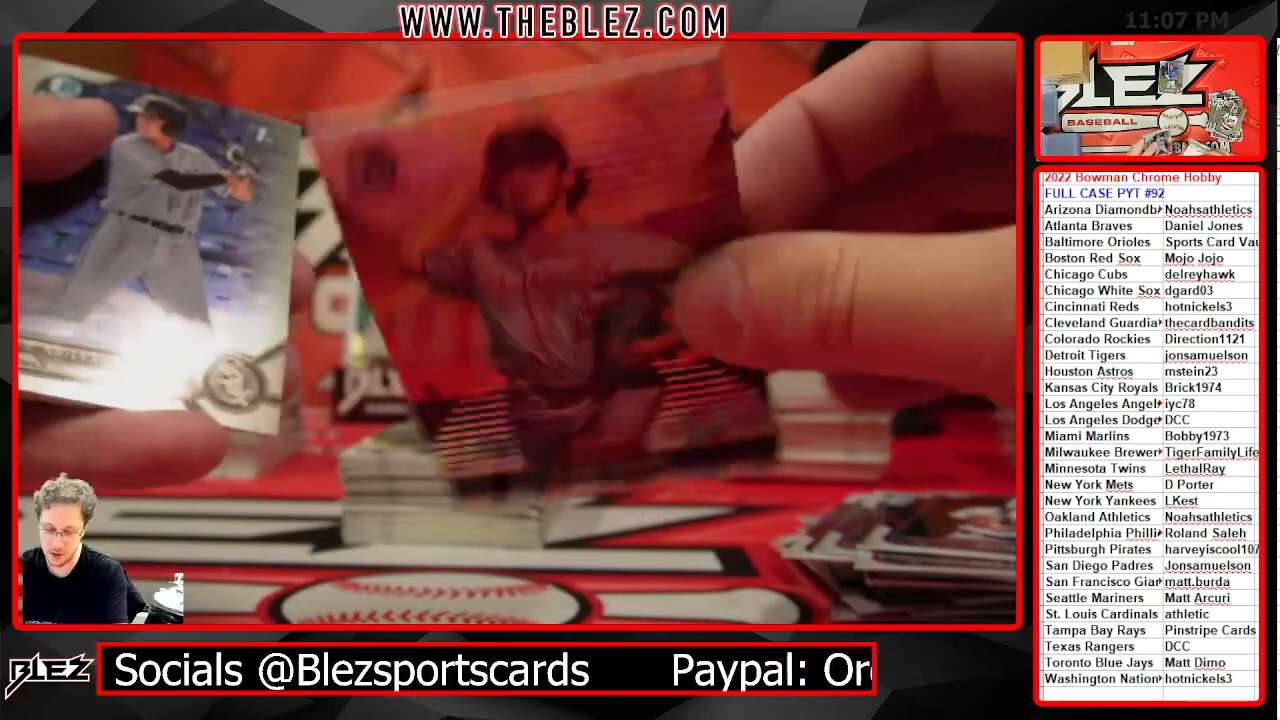 WWW.THEBLEZ.COM
11:07 PM
BLEZ
BASEBALL
2022 Bowman Chrome Hobby
FULL CASE PYT #92
Arizona Diamondb Noahsathletics
Atlanta Braves Daniel Jones
Baltimore Orioles Sports Card Vau
Boston Red Sox Mojo Jojo
Chicago Cubs delreyhawk
Chicago White Sox dgard03
Cincinnati Reds hotnickels3
Cleveland Guardia thecardbandits
Colorado Rockies Direction1121
Detroit Tigers jonsamuelson
Houston Astros mstein23
Kansas City Royals Brick1974
Los Angeles Angel iyc78
Los Angeles Dodge DCC
Miami Marlins Bobby1973
Milwaukee Brewer TigerFamilyLife
Minnesota Twins LethalRay
New York Mets D Porter
New York Yankees LKest
Oakland Athletics Noahsathletics
Philadelphia Philli Roland Saleh
Pittsburgh Pirates harveyiscool107
San Diego Padres Jonsamuelson
San Francisco Gian matt.burda
Seattle Mariners Matt Arcuri
St. Louis Cardinals athletic
Tampa Bay Rays Pinstripe Cards
Texas Rangers DCC
Toronto Blue Jays Matt Dimo
Washington Nation hotnickels3
BLEZ
Socials @Blezsportscards Paypal: Or